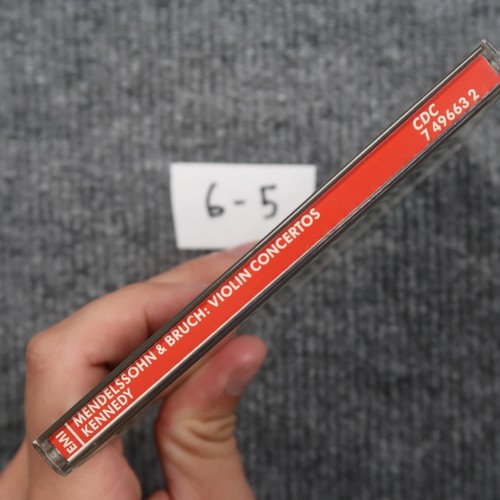 6-5
EMI
MENDELSSOHN & BRUCH: VIOLIN CONCERTOS
KENNEDY
CDC
7 49663 2